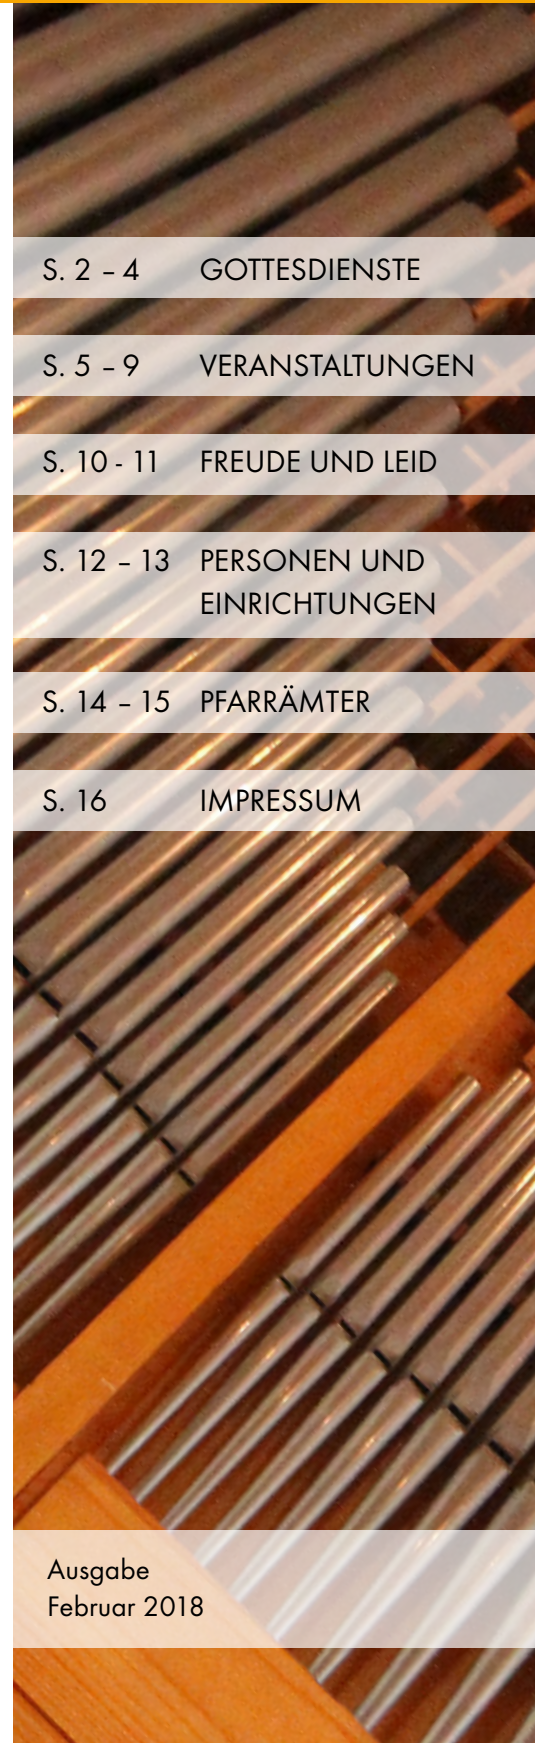 S. 2 – 4 GOTTESDIENSTE
S. 5 – 9 VERANSTALTUNGEN
S. 10 - 11 FREUDE UND LEID
S. 12 – 13 PERSONEN UND
EINRICHTUNGEN
S. 14 – 15 PFARRÄMTER
S. 16 IMPRESSUM
Ausgabe
Februar 2018